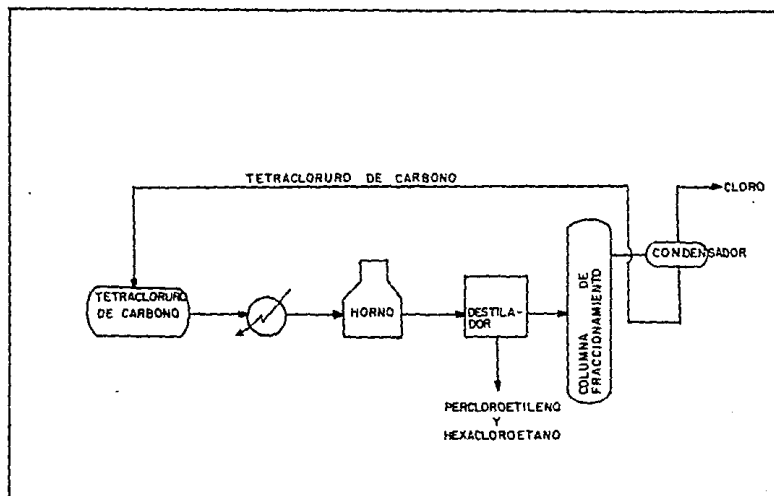 TETRACLORURO DE CARBONO
CLORO
CONDENSADOR
TETRACLORURO
DE CARBONO
HORNO
DESTILA-
DOR
COLUMNA DE
FRACCIONAMIENTO
PERCLOROETILENO
Y
HEXACLOROETANO